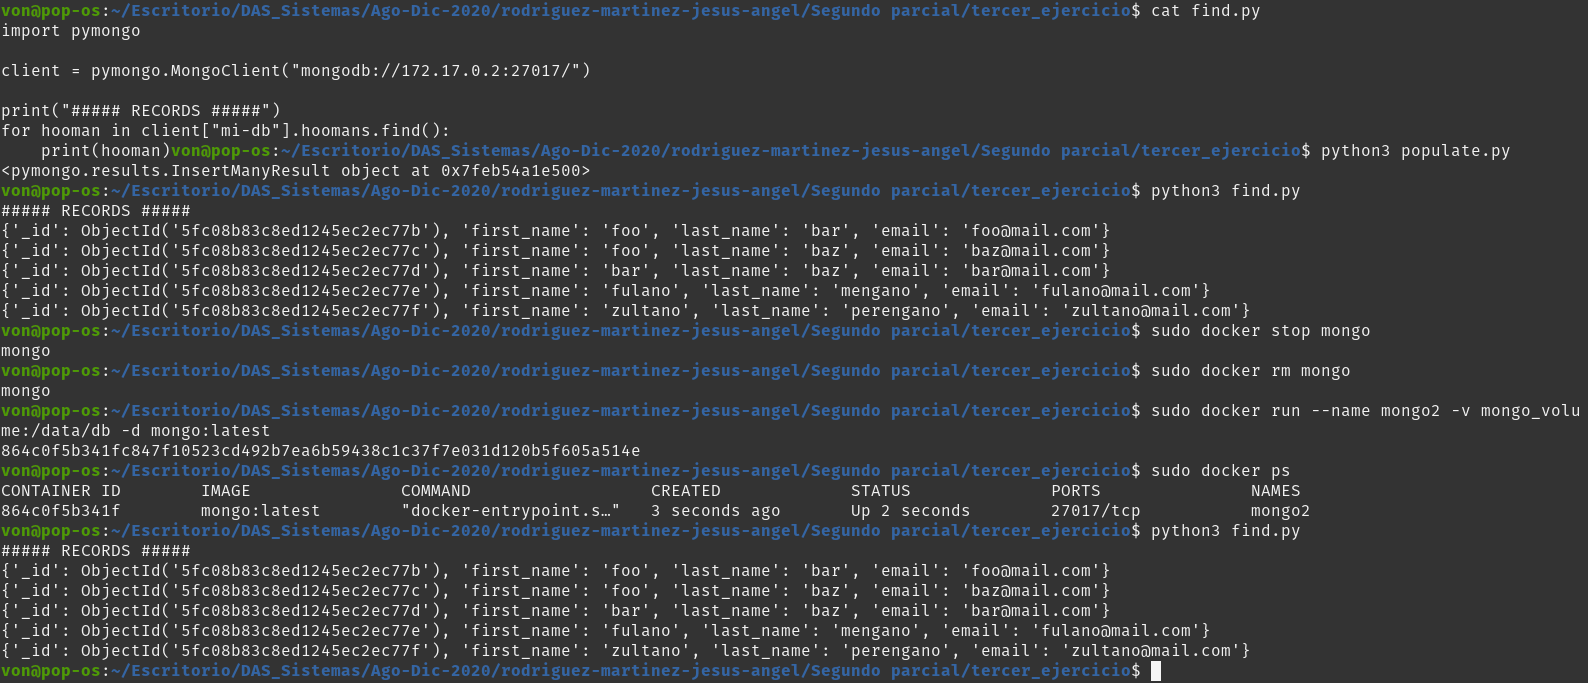 von@pop-os:~/Escritorio/DAS_Sistemas/Ago-Dic-2020/rodriguez-martinez-jesus-angel/Segundo parcial/tercer_ejercicio$ cat find.py
import pymongo

client = pymongo.MongoClient("mongodb://172.17.0.2:27017/")

print("##### RECORDS #####")
for hooman in client["mi-db"].hoomans.find():
    print(hooman)von@pop-os:~/Escritorio/DAS_Sistemas/Ago-Dic-2020/rodriguez-martinez-jesus-angel/Segundo parcial/tercer_ejercicio$ python3 populate.py
<pymongo.results.InsertManyResult object at 0x7feb54a1e500>
von@pop-os:~/Escritorio/DAS_Sistemas/Ago-Dic-2020/rodriguez-martinez-jesus-angel/Segundo parcial/tercer_ejercicio$ python3 find.py
##### RECORDS #####
{'_id': ObjectId('5fc08b83c8ed1245ec2ec77b'), 'first_name': 'foo', 'last_name': 'bar', 'email': 'foo@mail.com'}
{'_id': ObjectId('5fc08b83c8ed1245ec2ec77c'), 'first_name': 'foo', 'last_name': 'baz', 'email': 'baz@mail.com'}
{'_id': ObjectId('5fc08b83c8ed1245ec2ec77d'), 'first_name': 'bar', 'last_name': 'baz', 'email': 'bar@mail.com'}
{'_id': ObjectId('5fc08b83c8ed1245ec2ec77e'), 'first_name': 'fulano', 'last_name': 'mengano', 'email': 'fulano@mail.com'}
{'_id': ObjectId('5fc08b83c8ed1245ec2ec77f'), 'first_name': 'zultano', 'last_name': 'perengano', 'email': 'zultano@mail.com'}
von@pop-os:~/Escritorio/DAS_Sistemas/Ago-Dic-2020/rodriguez-martinez-jesus-angel/Segundo parcial/tercer_ejercicio$ sudo docker stop mongo
mongo
von@pop-os:~/Escritorio/DAS_Sistemas/Ago-Dic-2020/rodriguez-martinez-jesus-angel/Segundo parcial/tercer_ejercicio$ sudo docker rm mongo
mongo
von@pop-os:~/Escritorio/DAS_Sistemas/Ago-Dic-2020/rodriguez-martinez-jesus-angel/Segundo parcial/tercer_ejercicio$ sudo docker run --name mongo2 -v mongo_volu
me:/data/db -d mongo:latest
864c0f5b341fc847f10523cd492b7ea6b59438c1c37f7e031d120b5f605a514e
von@pop-os:~/Escritorio/DAS_Sistemas/Ago-Dic-2020/rodriguez-martinez-jesus-angel/Segundo parcial/tercer_ejercicio$ sudo docker ps
CONTAINER ID        IMAGE               COMMAND                  CREATED             STATUS              PORTS               NAMES
864c0f5b341f        mongo:latest        "docker-entrypoint.s…"   3 seconds ago       Up 2 seconds        27017/tcp           mongo2
von@pop-os:~/Escritorio/DAS_Sistemas/Ago-Dic-2020/rodriguez-martinez-jesus-angel/Segundo parcial/tercer_ejercicio$ python3 find.py
##### RECORDS #####
{'_id': ObjectId('5fc08b83c8ed1245ec2ec77b'), 'first_name': 'foo', 'last_name': 'bar', 'email': 'foo@mail.com'}
{'_id': ObjectId('5fc08b83c8ed1245ec2ec77c'), 'first_name': 'foo', 'last_name': 'baz', 'email': 'baz@mail.com'}
{'_id': ObjectId('5fc08b83c8ed1245ec2ec77d'), 'first_name': 'bar', 'last_name': 'baz', 'email': 'bar@mail.com'}
{'_id': ObjectId('5fc08b83c8ed1245ec2ec77e'), 'first_name': 'fulano', 'last_name': 'mengano', 'email': 'fulano@mail.com'}
{'_id': ObjectId('5fc08b83c8ed1245ec2ec77f'), 'first_name': 'zultano', 'last_name': 'perengano', 'email': 'zultano@mail.com'}
von@pop-os:~/Escritorio/DAS_Sistemas/Ago-Dic-2020/rodriguez-martinez-jesus-angel/Segundo parcial/tercer_ejercicio$